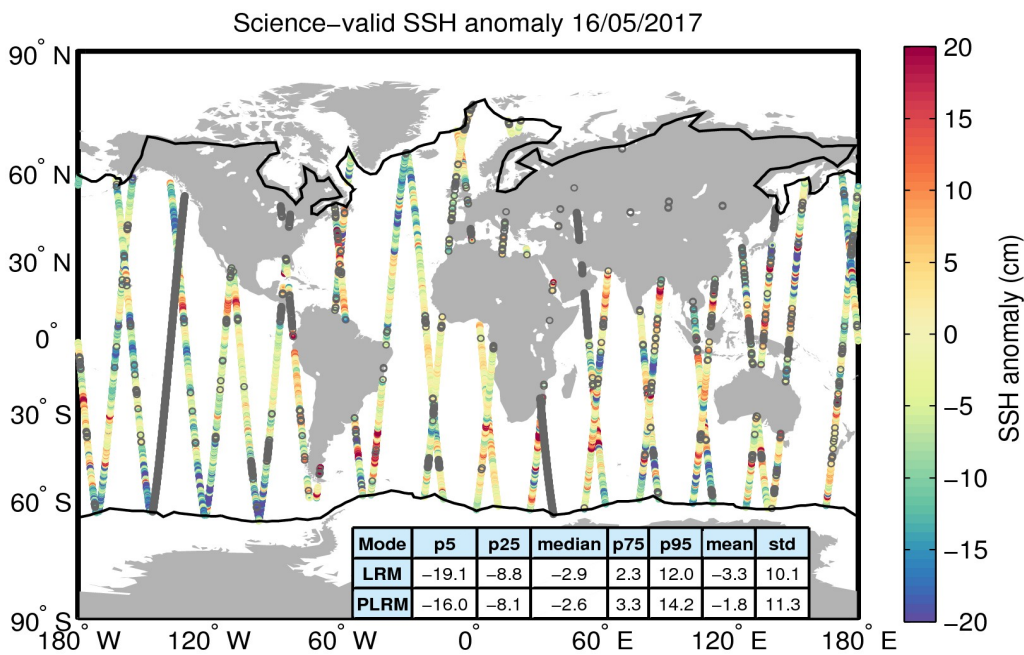 Science−valid SSH anomaly 16/05/2017
90° N
60° N
30° N
0°
30° S
60° S
90° S
180° W
120° W
60° W
0°
60° E
120° E
180° E
Mode p5 p25 median p75 p95 mean std
LRM −19.1 −8.8 −2.9 2.3 12.0 −3.3 10.1
PLRM −16.0 −8.1 −2.6 3.3 14.2 −1.8 11.3
20
15
10
5
0
−5
−10
−15
−20
SSH anomaly (cm)